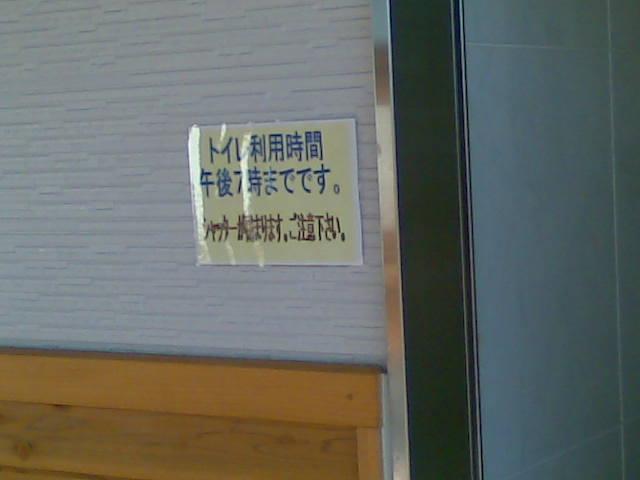 トイレ利用時間
午後7時までです。
シャッターが閉まります。ご注意下さい。